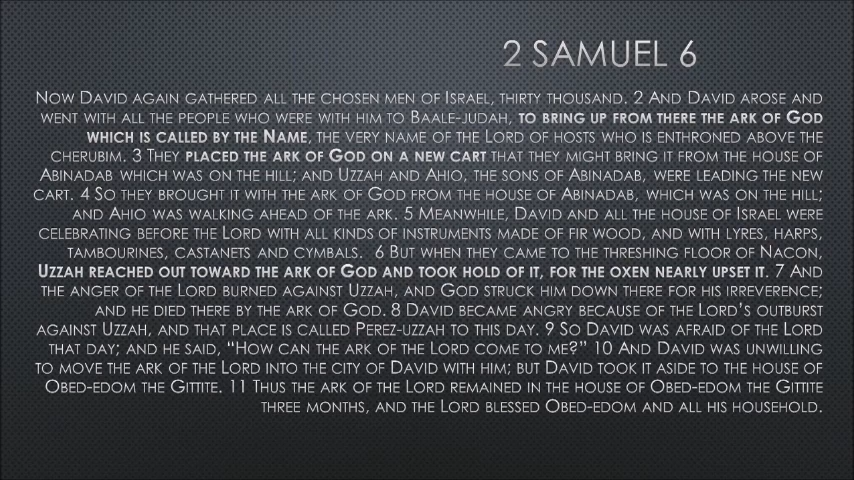 2 SAMUEL 6
NOW DAVID AGAIN GATHERED ALL THE CHOSEN MEN OF ISRAEL, THIRTY THOUSAND. 2 AND DAVID AROSE AND
WENT WITH ALL THE PEOPLE WHO WERE WITH HIM TO BAALE-JUDAH, TO BRING UP FROM THERE THE ARK OF GOD
WHICH IS CALLED BY THE NAME, THE VERY NAME OF THE LORD OF HOSTS WHO IS ENTHRONED ABOVE THE
CHERUBIM. 3 THEY PLACED THE ARK OF GOD ON A NEW CART THAT THEY MIGHT BRING IT FROM THE HOUSE OF
ABINADAB WHICH WAS ON THE HILL; AND UZZAH AND AHIO, THE SONS OF ABINADAB, WERE LEADING THE NEW
CART. 4 SO THEY BROUGHT IT WITH THE ARK OF GOD FROM THE HOUSE OF ABINADAB, WHICH WAS ON THE HILL;
AND AHIO WAS WALKING AHEAD OF THE ARK. 5 MEANWHILE, DAVID AND ALL THE HOUSE OF ISRAEL WERE
CELEBRATING BEFORE THE LORD WITH ALL KINDS OF INSTRUMENTS MADE OF FIR WOOD, AND WITH LYRES, HARPS,
TAMBOURINES, CASTANETS AND CYMBALS. 6 BUT WHEN THEY CAME TO THE THRESHING FLOOR OF NACON,
UZZAH REACHED OUT TOWARD THE ARK OF GOD AND TOOK HOLD OF IT, FOR THE OXEN NEARLY UPSET IT. 7 AND
THE ANGER OF THE LORD BURNED AGAINST UZZAH, AND GOD STRUCK HIM DOWN THERE FOR HIS IRREVERENCE;
AND HE DIED THERE BY THE ARK OF GOD. 8 DAVID BECAME ANGRY BECAUSE OF THE LORD'S OUTBURST
AGAINST UZZAH, AND THAT PLACE IS CALLED PEREZ-UZZAH TO THIS DAY. 9 SO DAVID WAS AFRAID OF THE LORD
THAT DAY; AND HE SAID, “HOW CAN THE ARK OF THE LORD COME TO ME?” 10 AND DAVID WAS UNWILLING
TO MOVE THE ARK OF THE LORD INTO THE CITY OF DAVID WITH HIM; BUT DAVID TOOK IT ASIDE TO THE HOUSE OF
OBED-EDOM THE GITTITE. 11 THUS THE ARK OF THE LORD REMAINED IN THE HOUSE OF OBED-EDOM THE GITTITE
THREE MONTHS, AND THE LORD BLESSED OBED-EDOM AND ALL HIS HOUSEHOLD.